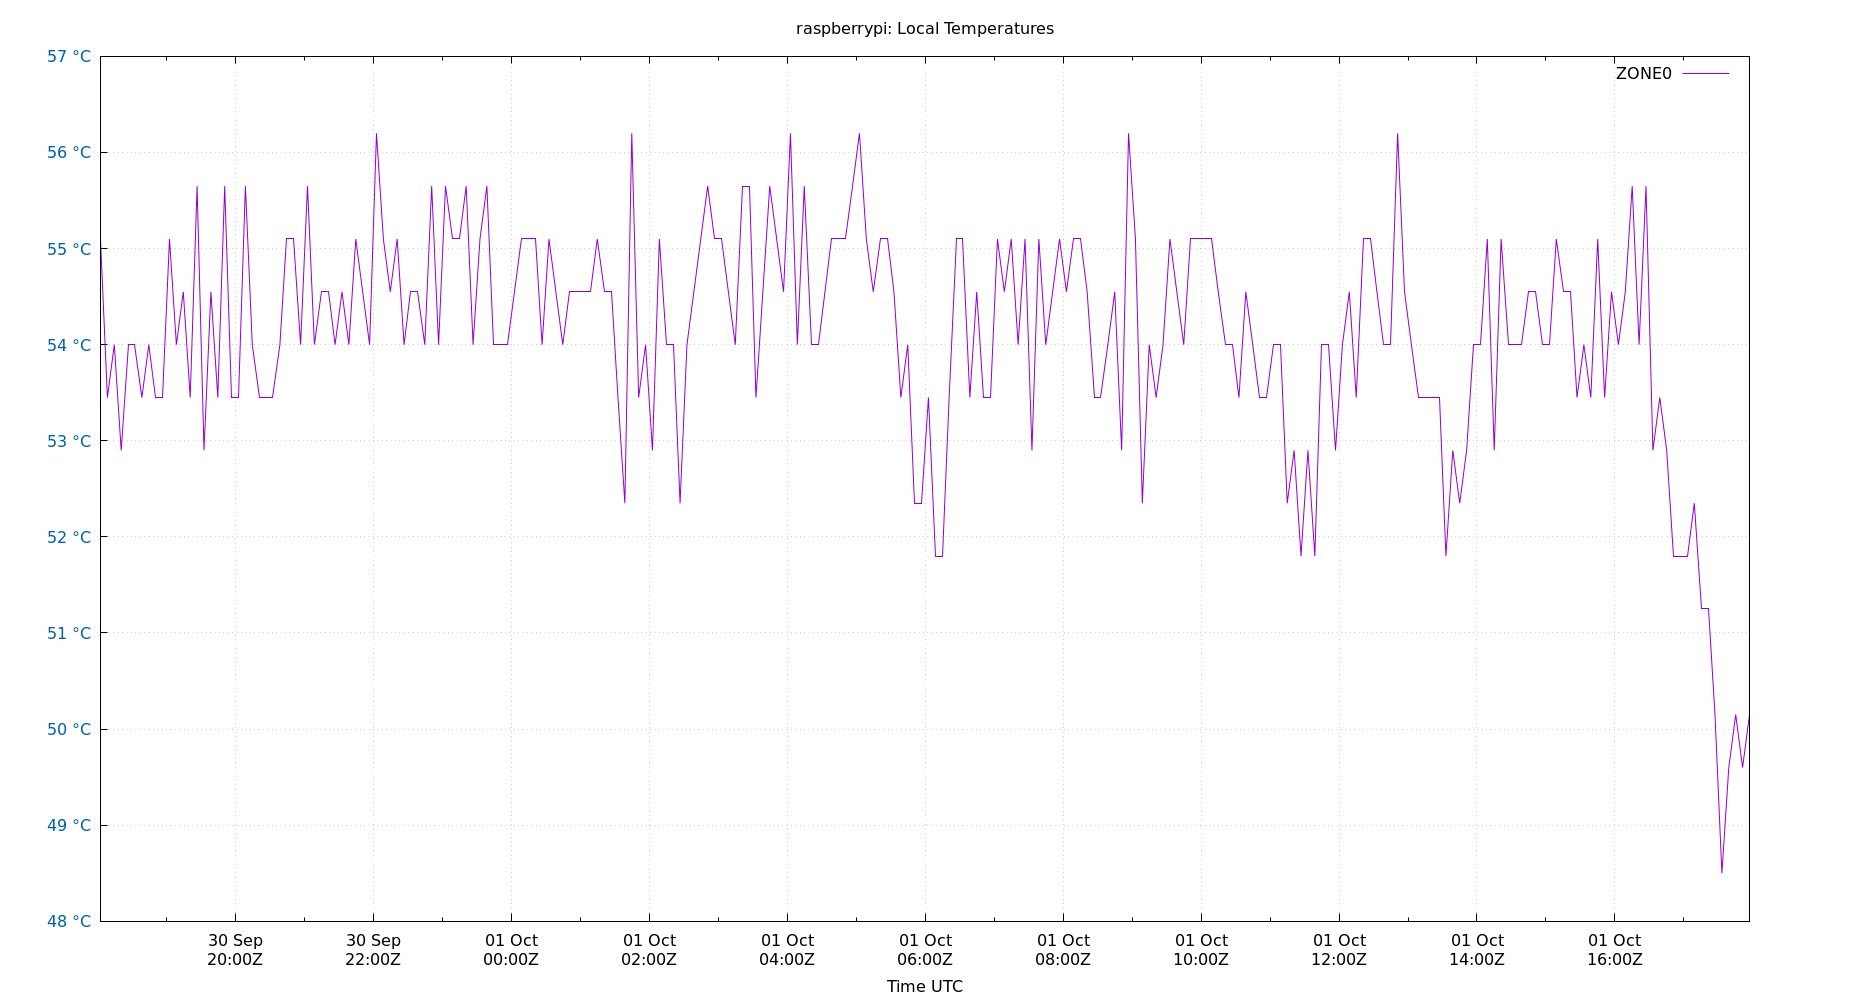 raspberrypi: Local Temperatures
57 °C
ZONE0
56 °C
55 °C
54 °C
53 °C
52 °C
51 °C
50 °C
49 °C
48 °C
30 Sep 30 Sep 01 Oct 01 Oct 01 Oct 01 Oct 01 Oct 01 Oct 01 Oct 01 Oct 01 Oct
20:00Z 22:00Z 00:00Z 02:00Z 04:00Z 06:00Z 08:00Z 10:00Z 12:00Z 14:00Z 16:00Z
Time UTC